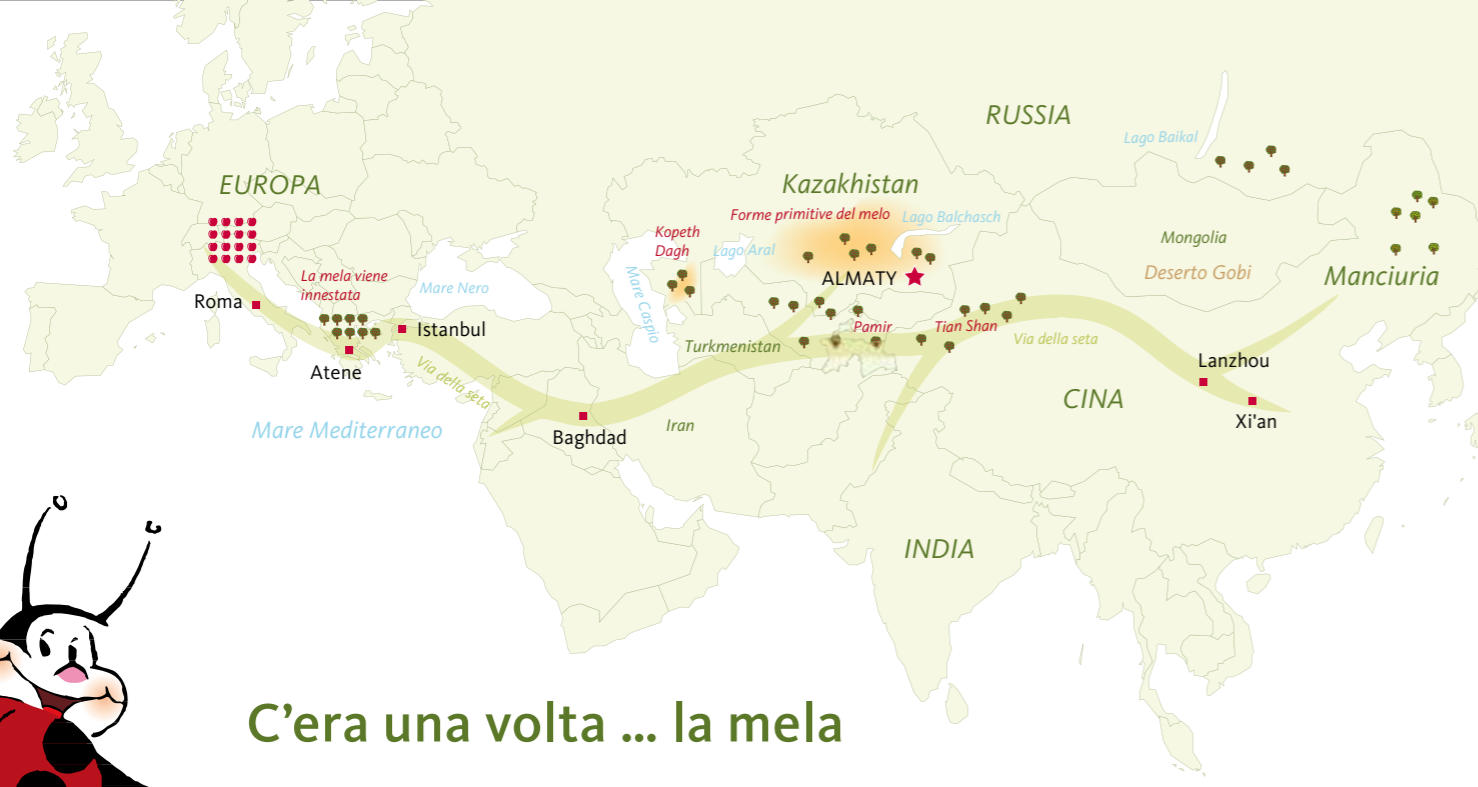 RUSSIA
Lago Baikal
EUROPA
Kazakhistan
Forme primitive del melo
Lago Balchasch
Kopeth
Dagh
Lago Aral
Mongolia
Deserto Gobi
Manciuria
La mela viene
innestata
Mare Nero
Mare Caspio
ALMATY
Roma
Istanbul
Pamir
Tian Shan
Turkmenistan
Via della seta
Atene
Via della seta
Lanzhou
CINA
Xi'an
Mare Mediterraneo
Baghdad
Iran
INDIA
C’era una volta ... la mela